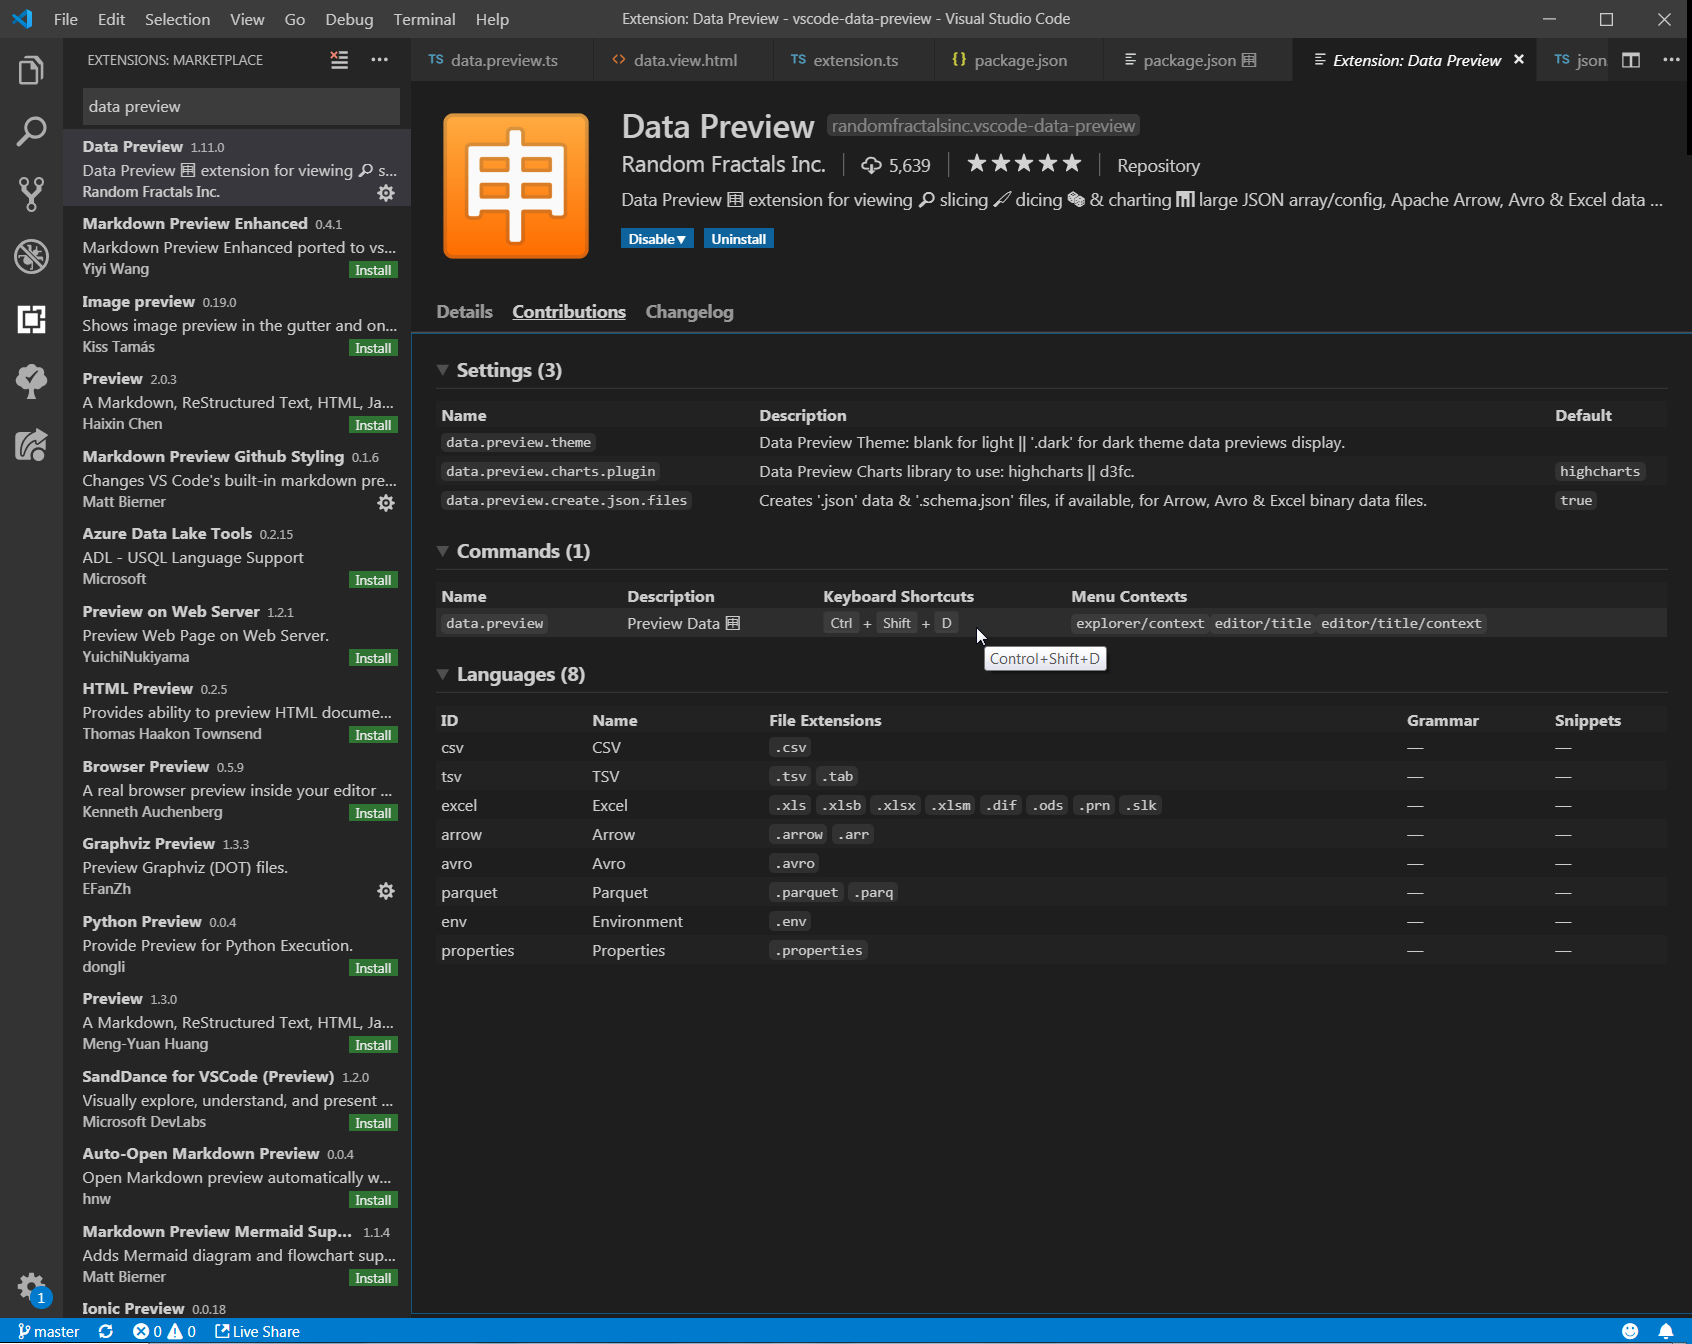 File Edit Selection View Go Debug Terminal Help
Extension: Data Preview - vscode-data-preview - Visual Studio Code
EXTENSIONS: MARKETPLACE
data preview
Data Preview 1.11.0
Data Preview extension for viewing s...
Random Fractals Inc.
Markdown Preview Enhanced 0.4.1
Markdown Preview Enhanced ported to vs...
Yiyi Wang Install
Image preview 0.19.0
Shows image preview in the gutter and on...
Kiss Tamás Install
Preview 2.0.3
A Markdown, ReStructured Text, HTML, Ja...
Haixin Chen Install
Markdown Preview Github Styling 0.1.6
Changes VS Code's built-in markdown pre...
Matt Bierner
Azure Data Lake Tools 0.2.15
ADL - USQL Language Support
Microsoft Install
Preview on Web Server 1.2.1
Preview Web Page on Web Server.
YuichiNukiyama Install
HTML Preview 0.2.5
Provides ability to preview HTML docume...
Thomas Haakon Townsend Install
Browser Preview 0.5.9
A real browser preview inside your editor ...
Kenneth Auchenberg Install
Graphviz Preview 1.3.3
Preview Graphviz (DOT) files.
EFanZh
Python Preview 0.0.4
Provide Preview for Python Execution.
dongli Install
Preview 1.3.0
A Markdown, ReStructured Text, HTML, Ja...
Meng-Yuan Huang Install
SandDance for VSCode (Preview) 1.2.0
Visually explore, understand, and present ...
Microsoft DevLabs Install
Auto-Open Markdown Preview 0.0.4
Open Markdown preview automatically w...
hnw Install
Markdown Preview Mermaid Sup... 1.1.4
Adds Mermaid diagram and flowchart sup...
Matt Bierner Install
Ionic Preview 0.0.18
1
TS data.preview.ts
<> data.view.html
TS extension.ts
{} package.json
package.json
Extension: Data Preview
TS json
申
Data Preview randomfractalsinc.vscode-data-preview
Random Fractals Inc. 5,639 ★★★★★ Repository
Data Preview extension for viewing slicing dicing & charting large JSON array/config, Apache Arrow, Avro & Excel data ...
Disable▼ Uninstall
Details Contributions Changelog
Settings (3)
Name Description Default
data.preview.theme Data Preview Theme: blank for light || '.dark' for dark theme data previews display.
data.preview.charts.plugin Data Preview Charts library to use: highcharts || d3fc. highcharts
data.preview.create.json.files Creates '.json' data & '.schema.json' files, if available, for Arrow, Avro & Excel binary data files. true
Commands (1)
Name Description Keyboard Shortcuts Menu Contexts
data.preview Preview Data Ctrl + Shift + D explorer/context editor/title editor/title/context
Control+Shift+D
Languages (8)
ID Name File Extensions Grammar Snippets
csv CSV .csv — —
tsv TSV .tsv .tab — —
excel Excel .xls .xlsb .xlsx .xlsm .dif .ods .prn .slk — —
arrow Arrow .arrow .arr — —
avro Avro .avro — —
parquet Parquet .parquet .parq — —
env Environment .env — —
properties Properties .properties — —
master 0 0 Live Share